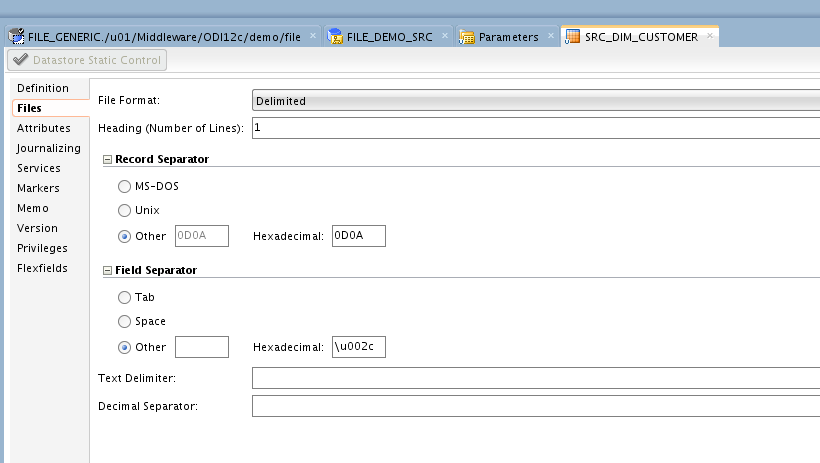 FILE_GENERIC./u01/Middleware/ODI12c/demo/file FILE_DEMO_SRC Parameters SRC_DIM_CUSTOMER
Datastore Static Control
Definition
Files
Attributes
Journalizing
Services
Markers
Memo
Version
Privileges
Flexfields
File Format: Delimited
Heading (Number of Lines): 1
Record Separator
MS-DOS
Unix
Other 0D0A Hexadecimal: 0D0A
Field Separator
Tab
Space
Other Hexadecimal: \u002c
Text Delimiter:
Decimal Separator: